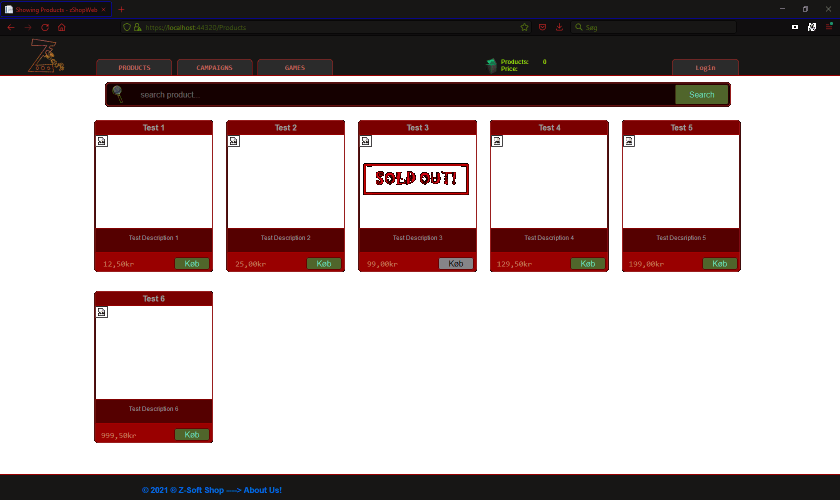 Showing Products - zShopWeb
https://localhost:44320/Products
Søg
PRODUCTS
CAMPAIGNS
GAMES
Products: 0
Price:
Login
search product...
Search
Test 1
Test 2
Test 3
Test 4
Test 5
SOLD OUT!
Test Description 1
Test Description 2
Test Description 3
Test Description 4
Test Description 5
12,50kr
Køb
25,00kr
Køb
99,00kr
Køb
129,50kr
Køb
199,00kr
Køb
Test 6
Test Description 6
999,50kr
Køb
© 2021 © Z-Soft Shop ---> About Us!